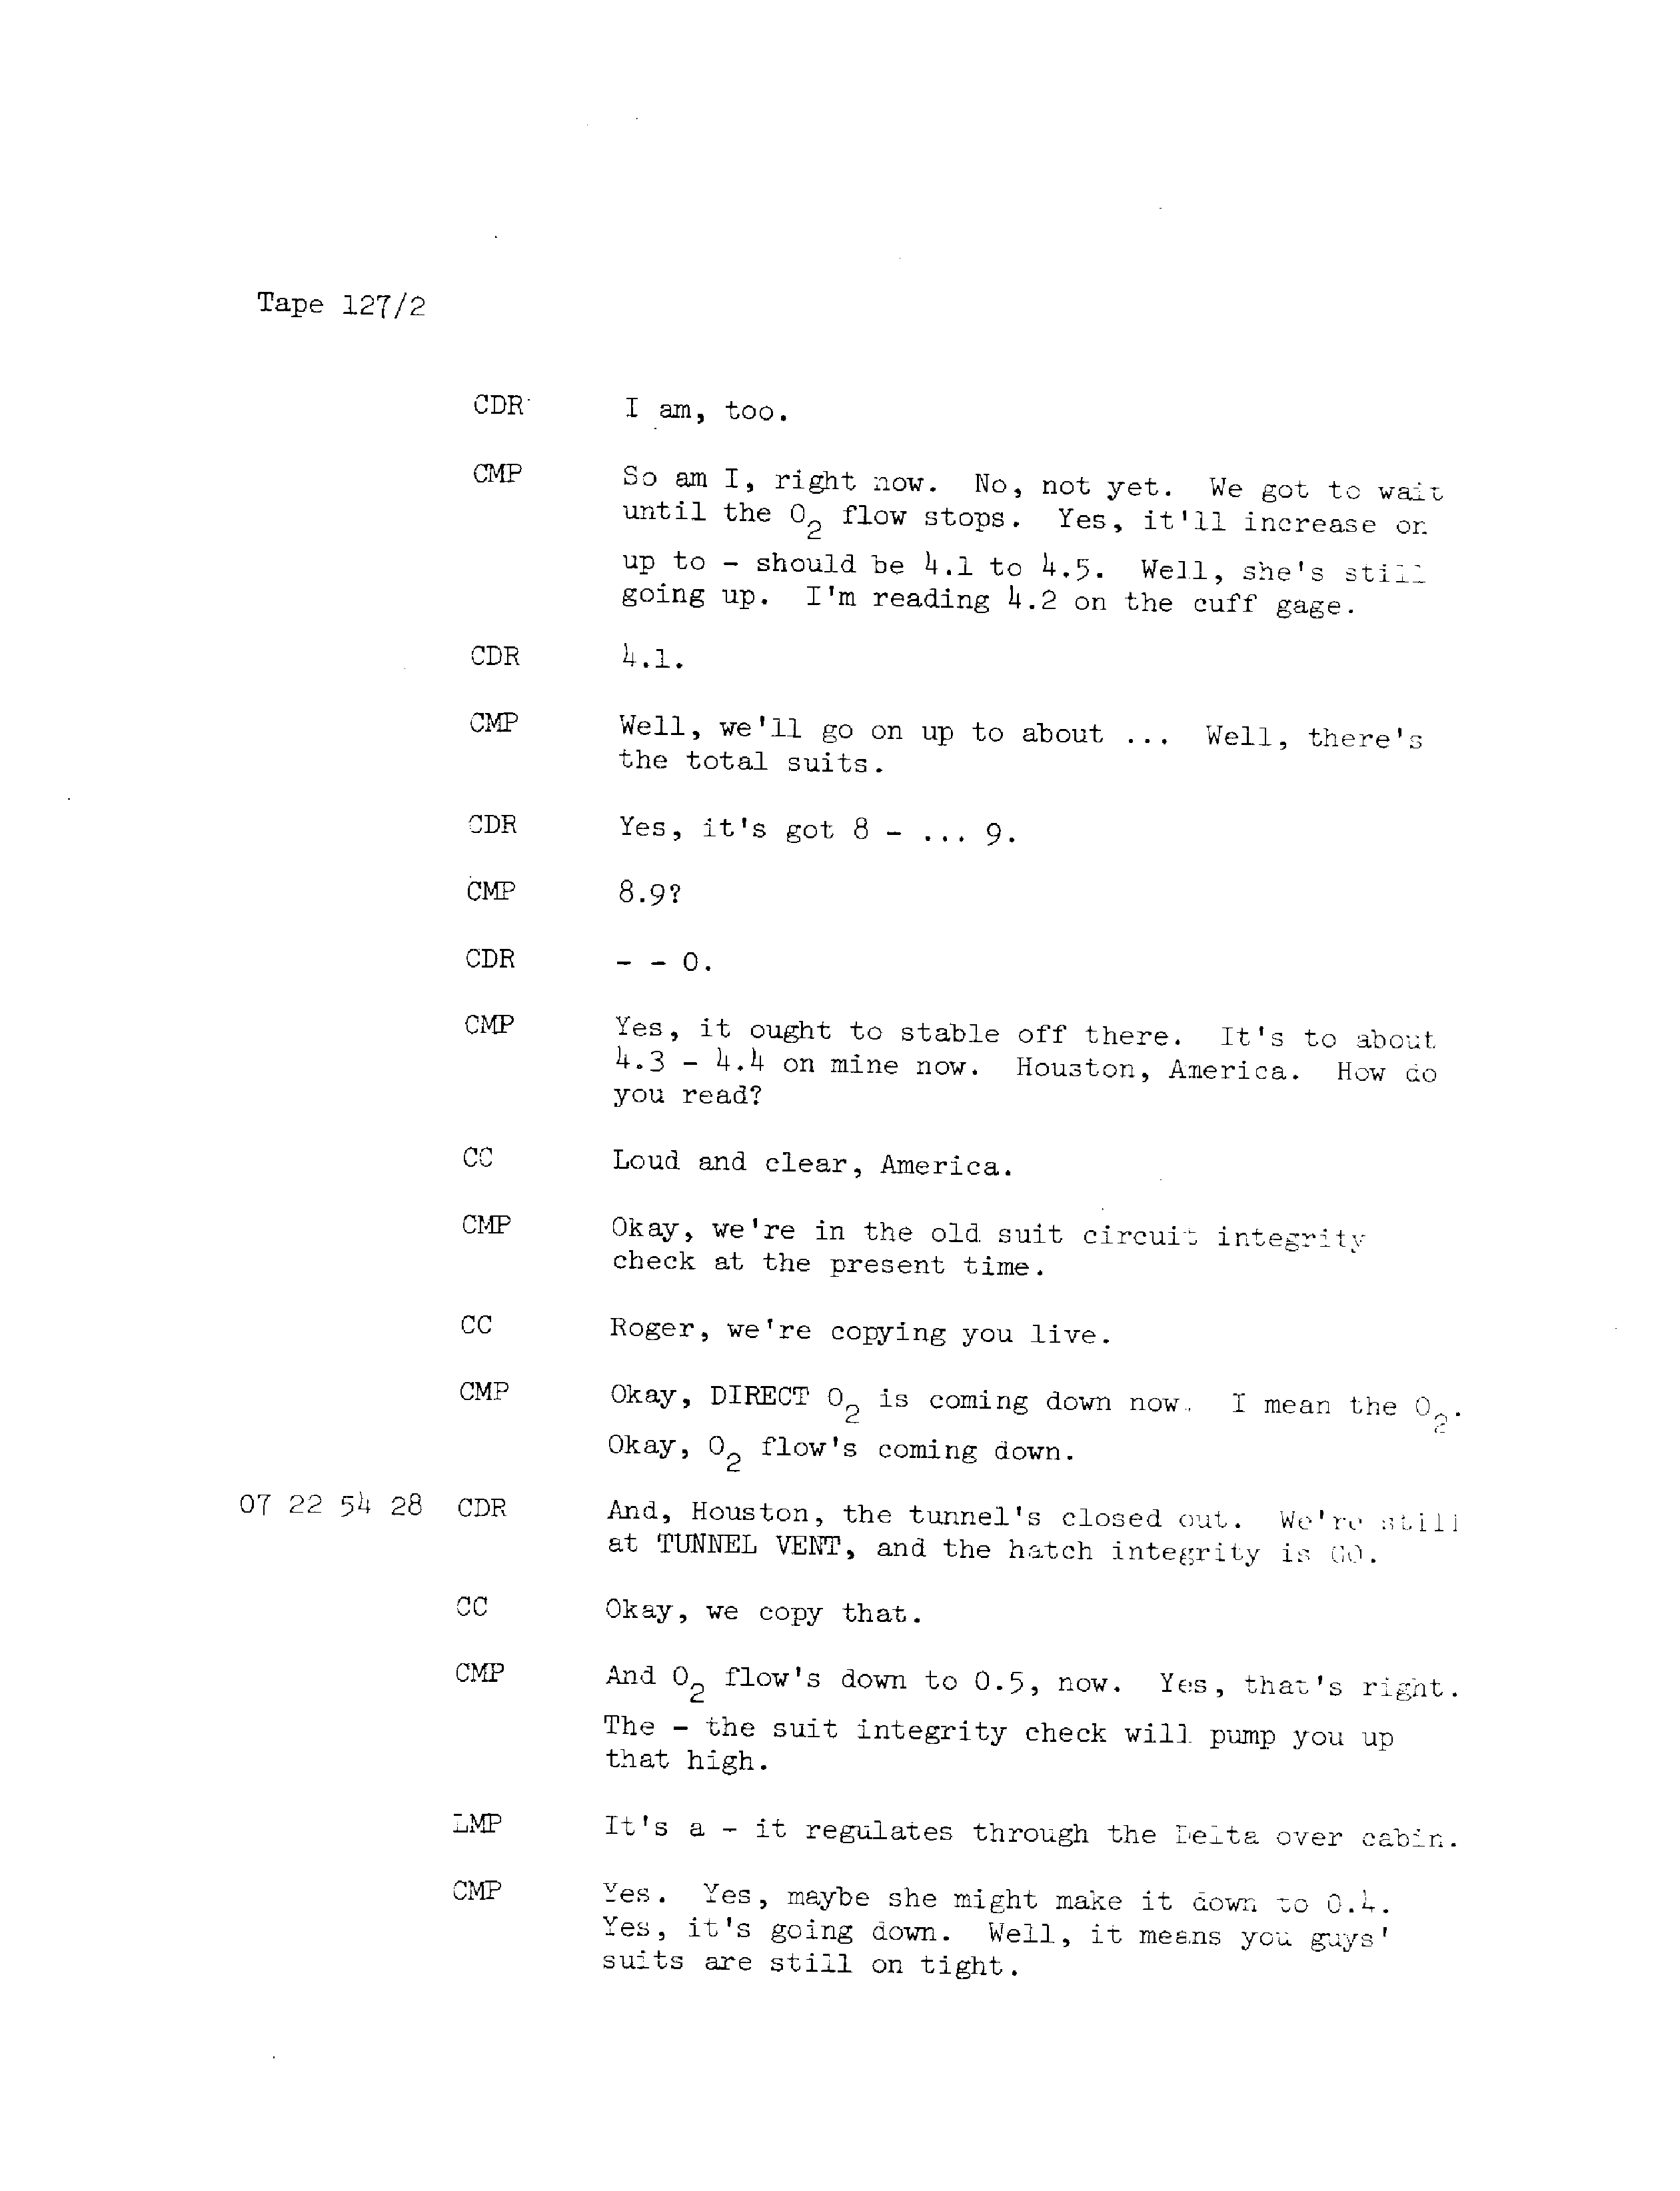 Tape 127/2
CDR I am, too.
CMP So am I, right now. No, not yet. We got to wait
until the O2 flow stops. Yes, it'll increase on
up to - should be 4.1 to 4.5. Well, she's still
going up. I'm reading 4.2 on the cuff gage.
CDR 4.1.
CMP Well, we'll go on up to about ... Well, there's
the total suits.
CDR Yes, it's got 8 - ... 9.
CMP 8.9?
CDR - - 0.
CMP Yes, it ought to stable off there. It's to about
4.3 - 4.4 on mine now. Houston, America. How do
you read?
CC Loud and clear, America.
CMP Okay, we're in the old suit circuit integrity
check at the present time.
CC Roger, we're copying you live.
CMP Okay, DIRECT O2 is coming down now. I mean the O2.
Okay, O2 flow's coming down.
07 22 54 28 CDR And, Houston, the tunnel's closed out. We're still
at TUNNEL VENT, and the hatch integrity is GO.
CC Okay, we copy that.
CMP And O2 flow's down to 0.5, now. Yes, that's right.
The - the suit integrity check will pump you up
that high.
LMP It's a - it regulates through the Delta over cabin.
CMP Yes. Yes, maybe she might make it down to 0.4.
Yes, it's going down. Well, it means you guys'
suits are still on tight.